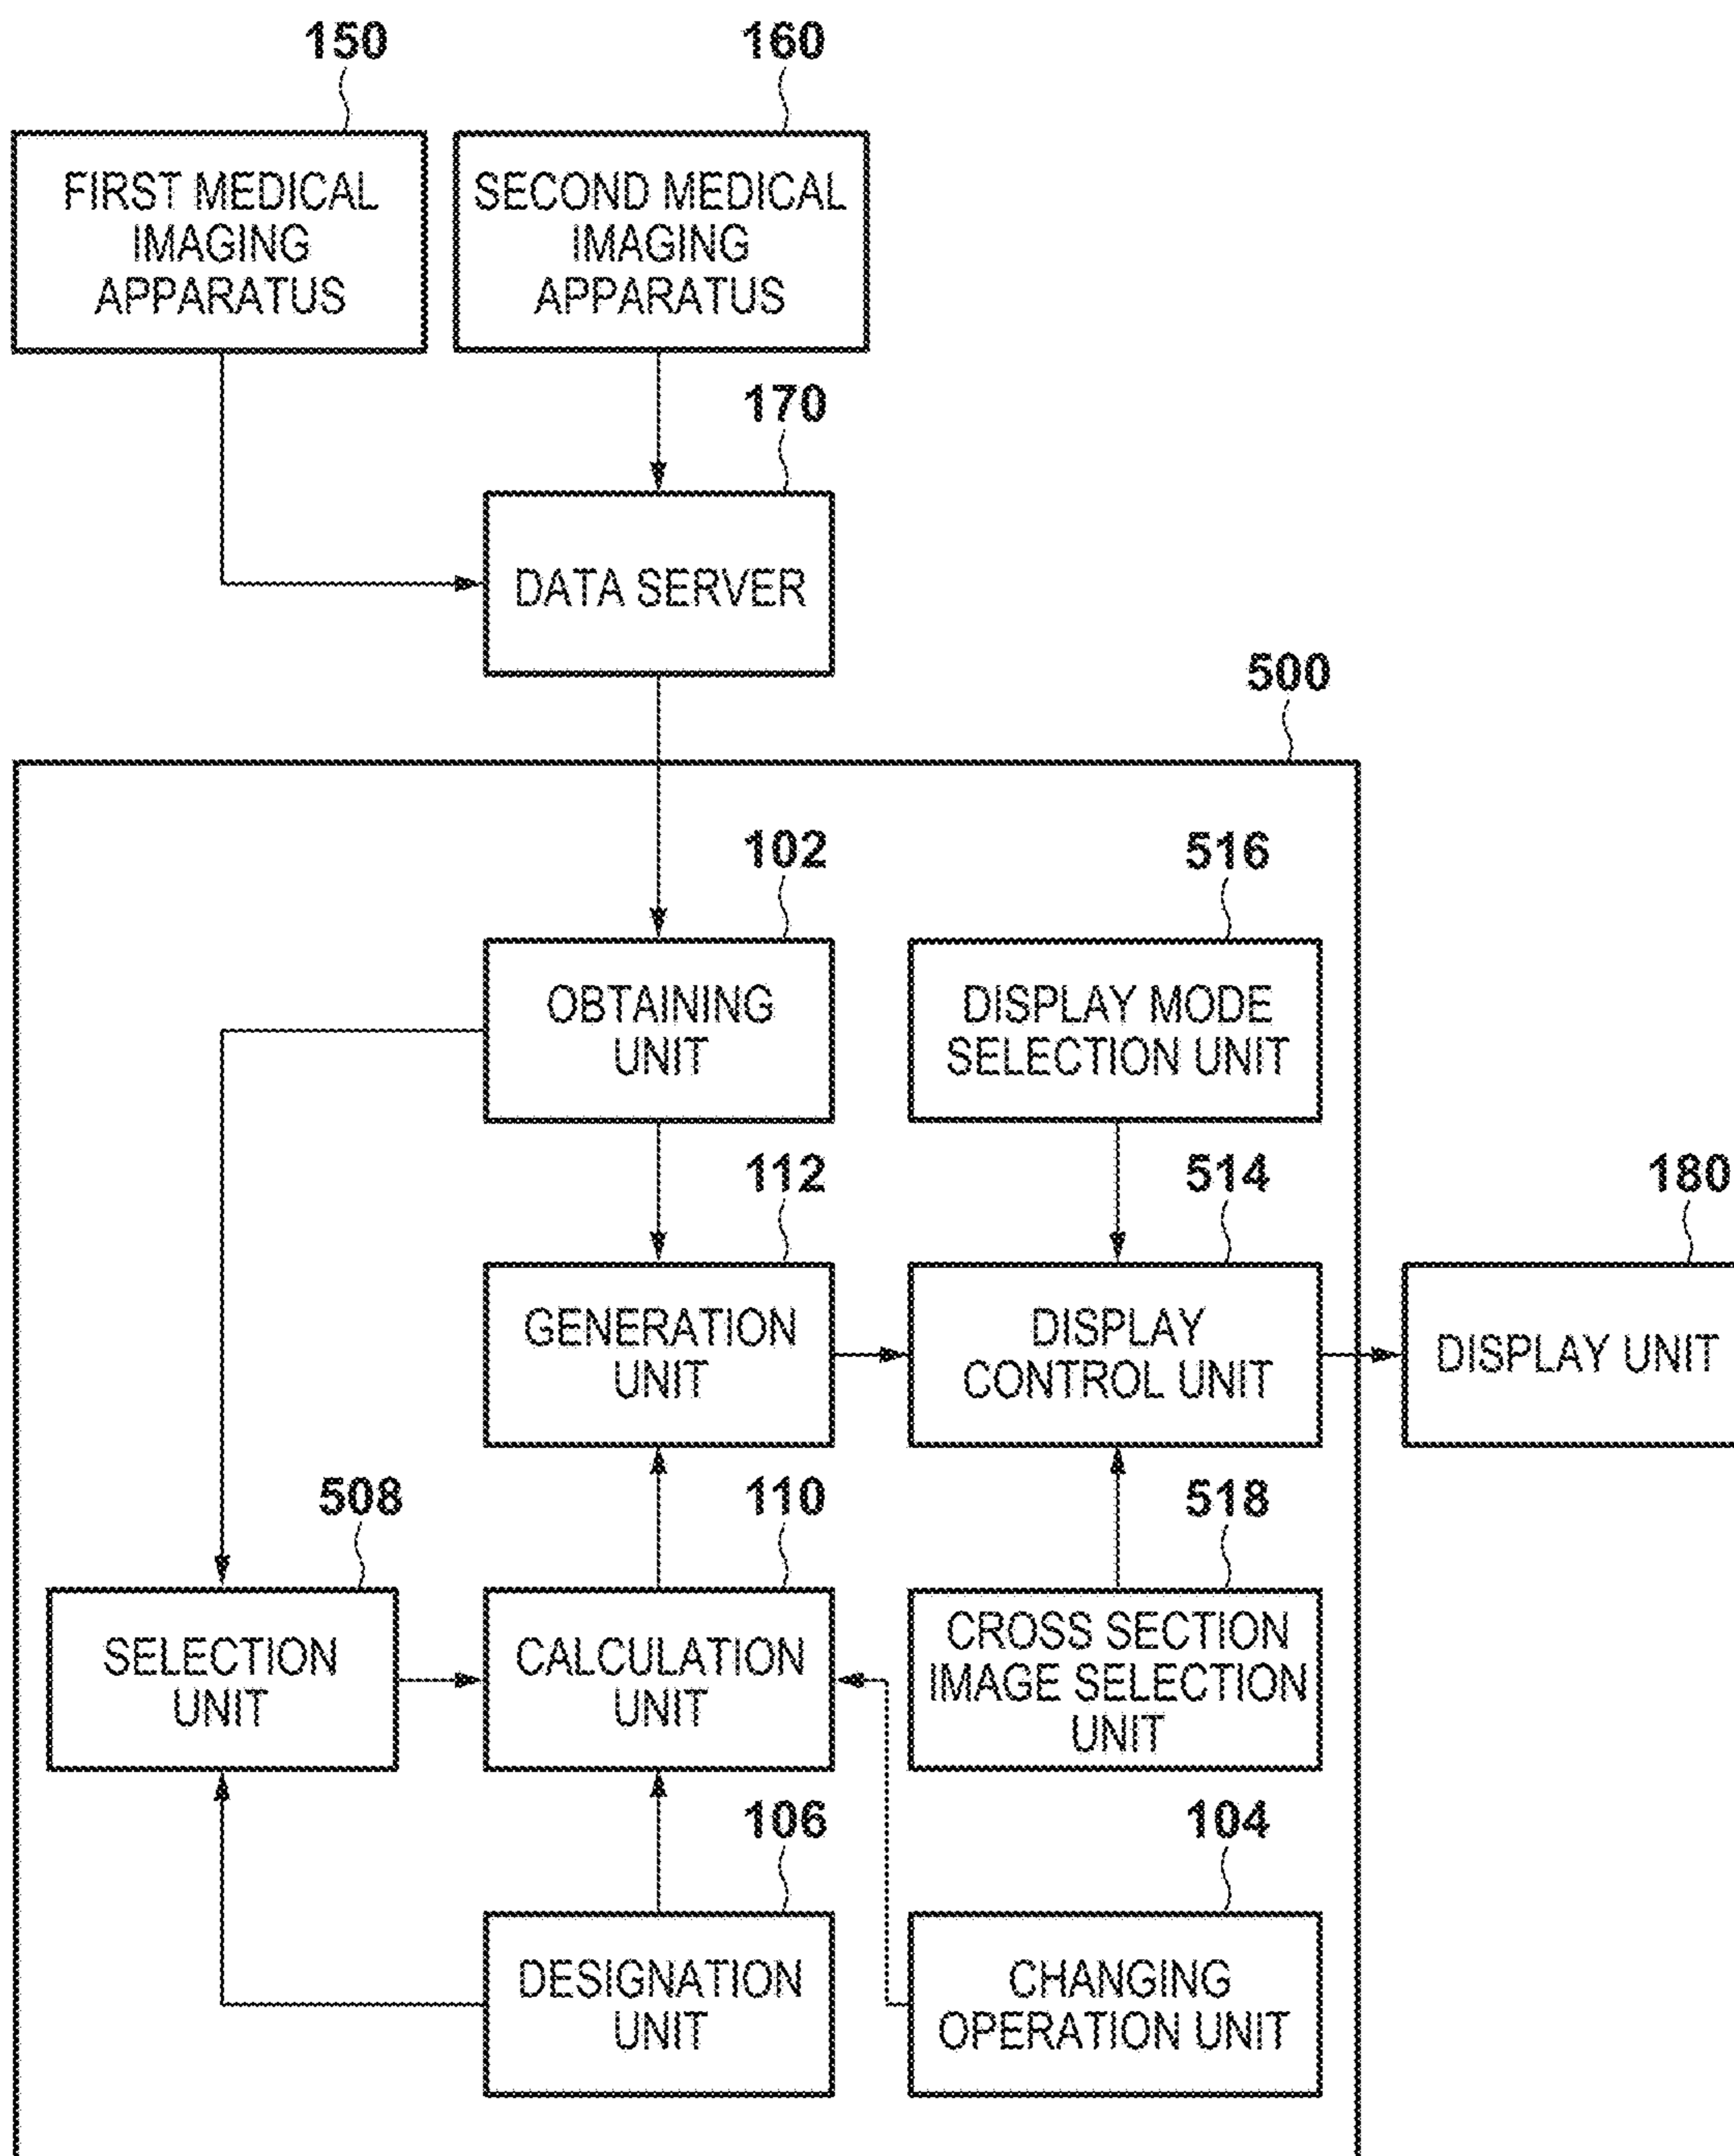 150
160
FIRST MEDICAL
IMAGING
APPARATUS
SECOND MEDICAL
IMAGING
APPARATUS
170
DATA SERVER
500
102
516
OBTAINING
UNIT
DISPLAY MODE
SELECTION UNIT
112
514
180
GENERATION
UNIT
DISPLAY
CONTROL UNIT
DISPLAY UNIT
508
110
518
SELECTION
UNIT
CALCULATION
UNIT
CROSS SECTION
IMAGE SELECTION
UNIT
106
104
DESIGNATION
UNIT
CHANGING
OPERATION UNIT